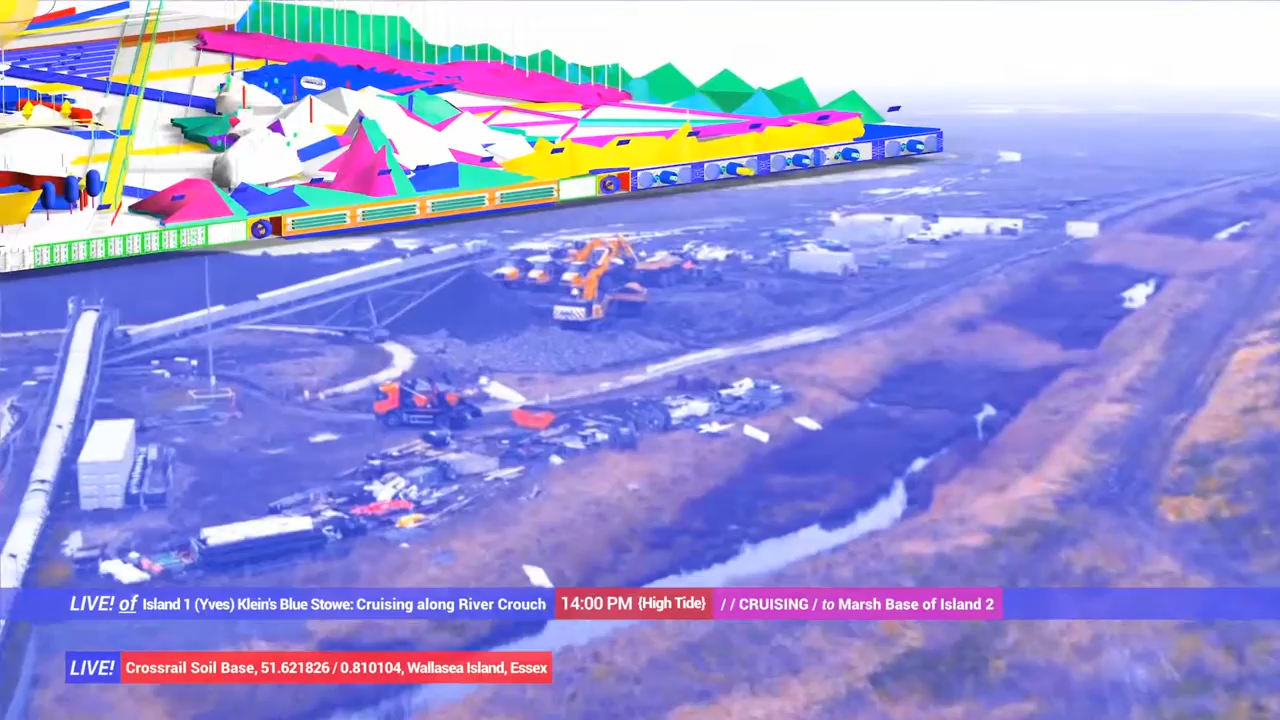 LIVE! of Island 1 (Yves) Klein's Blue Stowe: Cruising along River Crouch 14:00 PM {High Tide} / / CRUISING / to Marsh Base of Island 2
LIVE! Crossrail Soil Base, 51.621826 / 0.810104, Wallasea Island, Essex